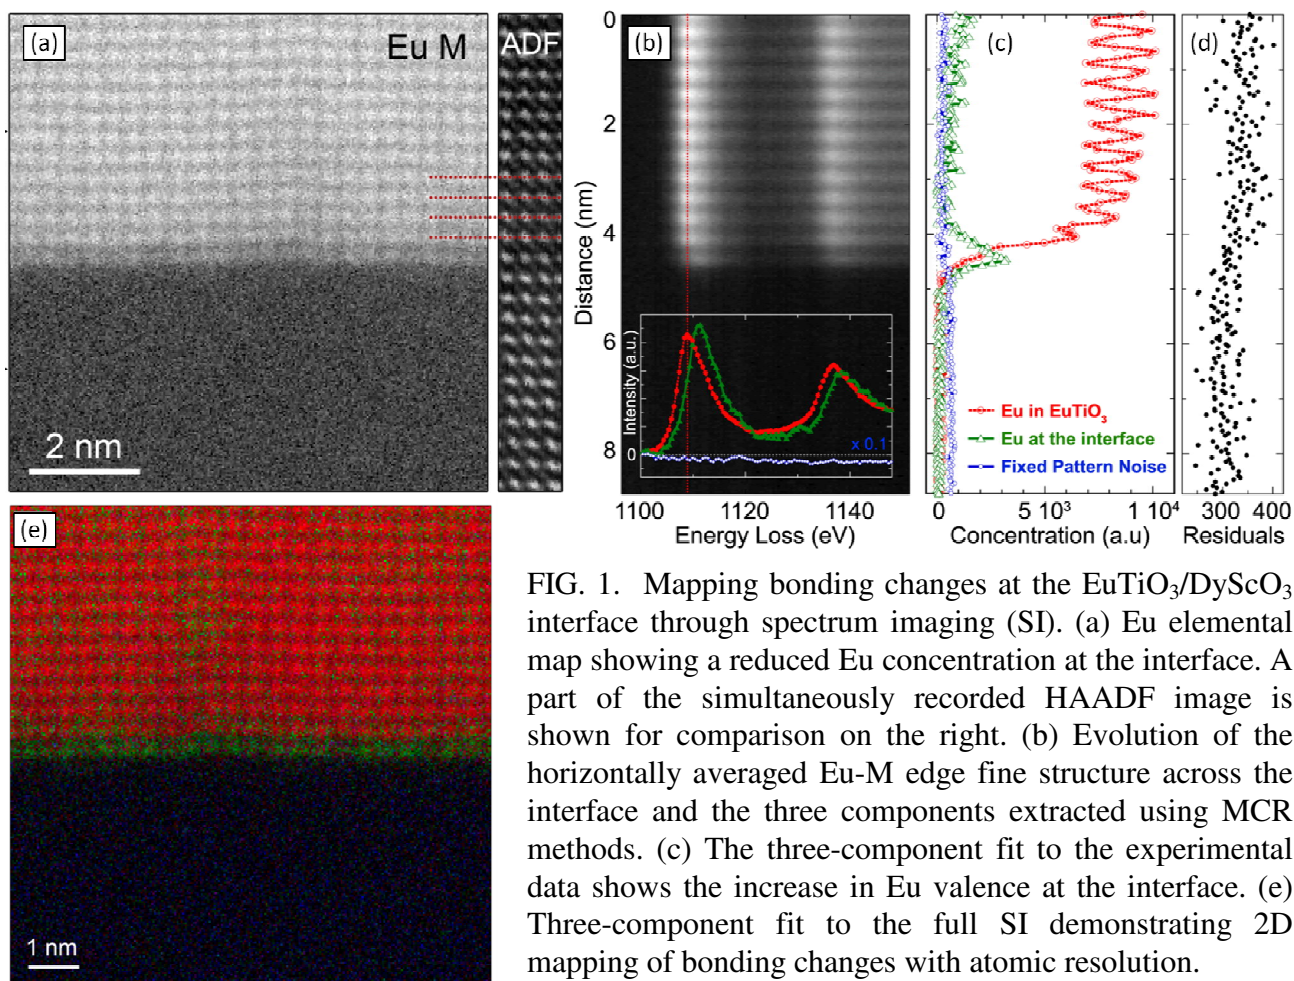 (a)
Eu M
ADF
2 nm
(b)
0
2
4
6
8
Distance (nm)
Intensity (a.u.)
0
x 0.1
1100
1120
1140
Energy Loss (eV)
(c)
Eu in EuTiO₃
Eu at the interface
Fixed Pattern Noise
0
5 10³
1 10⁴
Concentration (a.u)
(d)
300
400
Residuals
(e)
1 nm
FIG. 1. Mapping bonding changes at the EuTiO₃/DyScO₃
interface through spectrum imaging (SI). (a) Eu elemental
map showing a reduced Eu concentration at the interface. A
part of the simultaneously recorded HAADF image is
shown for comparison on the right. (b) Evolution of the
horizontally averaged Eu-M edge fine structure across the
interface and the three components extracted using MCR
methods. (c) The three-component fit to the experimental
data shows the increase in Eu valence at the interface. (e)
Three-component fit to the full SI demonstrating 2D
mapping of bonding changes with atomic resolution.